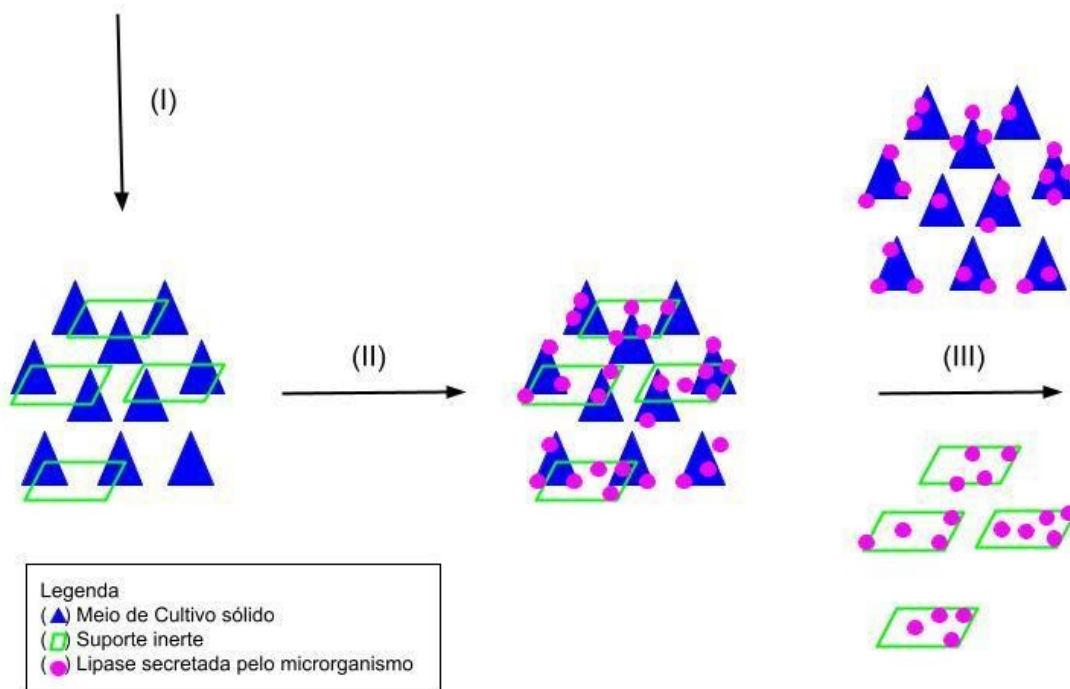 (I)
(II)
(III)
Legenda
( ) Meio de Cultivo sólido
( ) Suporte inerte
( ) Lipase secretada pelo microrganismo